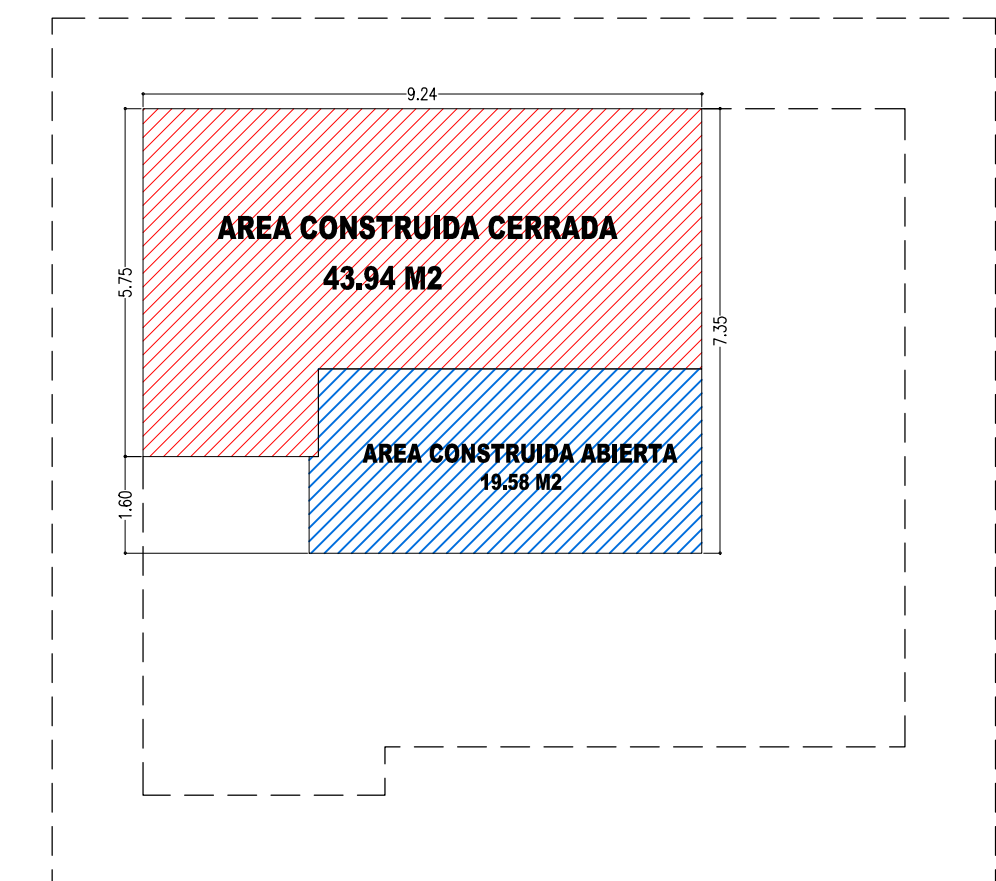 9.24
AREA CONSTRUIDA CERRADA
43.94 M2
5.75
7.35
AREA CONSTRUIDA ABIERTA
19.58 M2
1.60